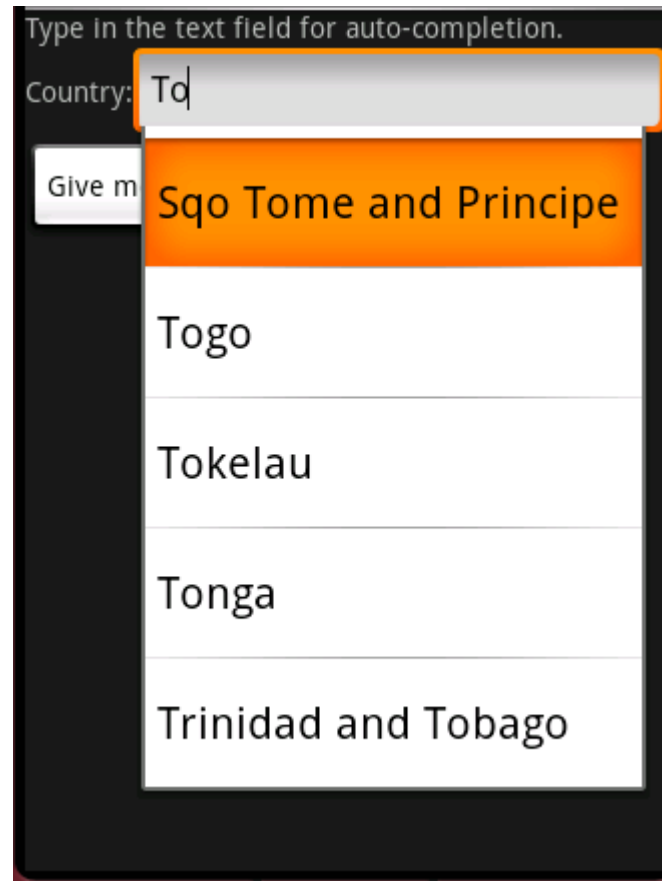 Type in the text field for auto-completion.
Country: To
Give m
Sqo Tome and Principe
Togo
Tokelau
Tonga
Trinidad and Tobago